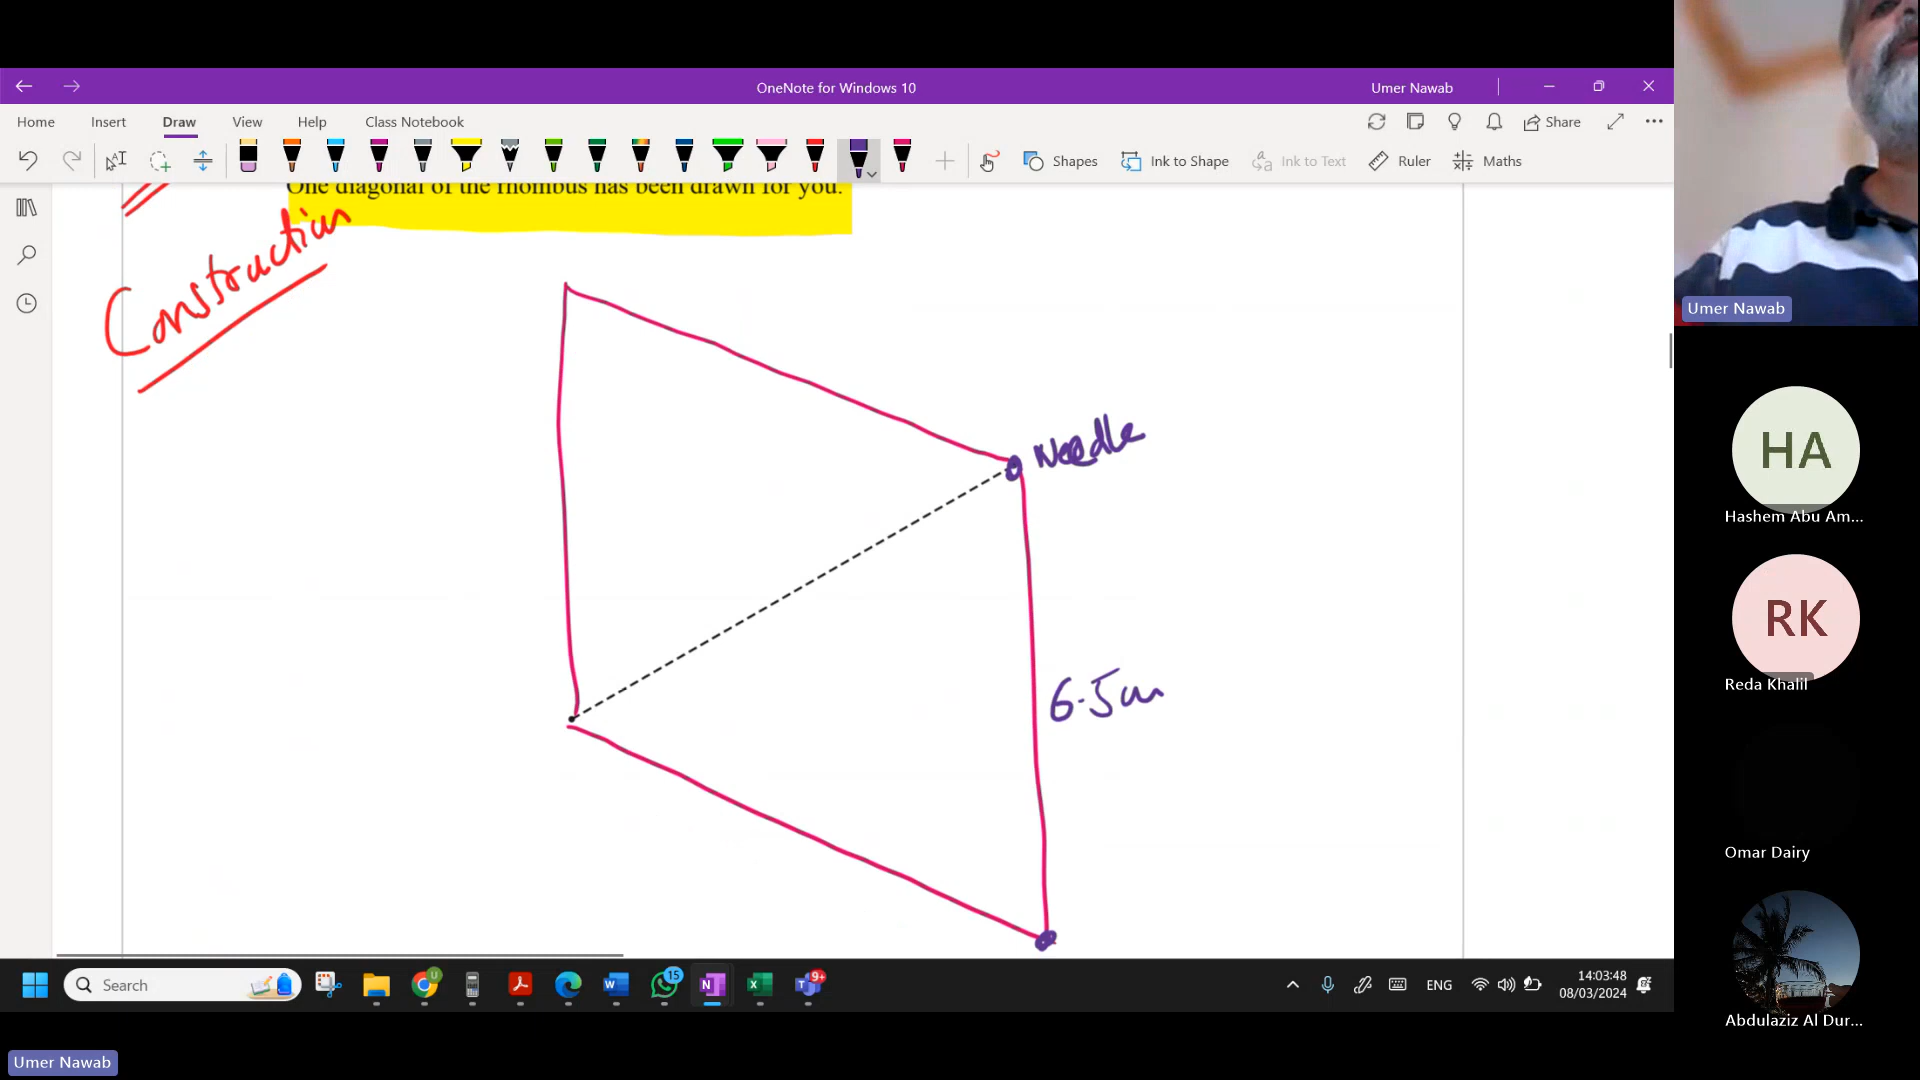 OneNote for Windows 10
Umer Nawab
Home Insert Draw View Help Class Notebook
Share
Shapes Ink to Shape Ink to Text Ruler Maths
One diagonal of the rhombus has been drawn for you.
Construction
Needle
6.5cm
Umer Nawab
HA
Hashem Abu Am...
RK
Reda Khalil
Omar Dairy
Abdulaziz Al Dur...
Search
U
15
9+
ENG
14:03:48
08/03/2024
Umer Nawab